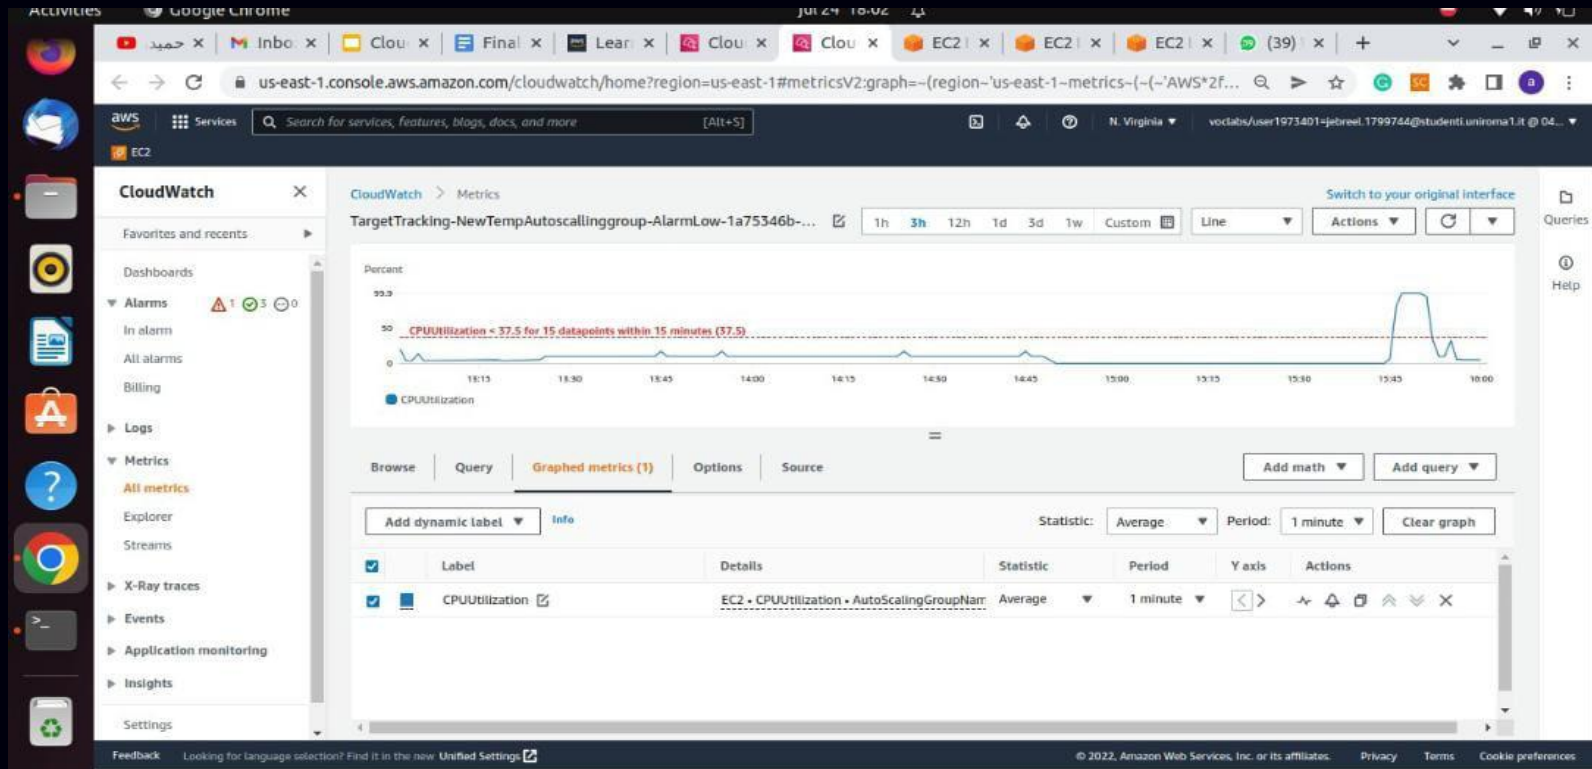 Activities Google Chrome Jul 24 18:02
حميد Inbo Clou Final Lear Clou Clou EC2 EC2 EC2 (39)
us-east-1.console.aws.amazon.com/cloudwatch/home?region=us-east-1#metricsV2:graph=~(region~'us-east-1~metrics~(~(~'AWS*2f...
aws Services Search for services, features, blogs, docs, and more [Alt+S] N. Virginia voclabs/user1973401=jebreel.1799744@studenti.uniroma1.it @ 04...
EC2
CloudWatch
Favorites and recents
Dashboards
Alarms 1 3 0
In alarm
All alarms
Billing
Logs
Metrics
All metrics
Explorer
Streams
X-Ray traces
Events
Application monitoring
Insights
Settings
CloudWatch > Metrics Switch to your original interface
TargetTracking-NewTempAutoscallinggroup-AlarmLow-1a75346b-... 1h 3h 12h 1d 3d 1w Custom Line Actions
Percent
99.9
50 CPUUtilization < 37.5 for 15 datapoints within 15 minutes (37.5)
0
13:15 13:30 13:45 14:00 14:15 14:30 14:45 15:00 15:15 15:30 15:45 16:00
CPUUtilization
Browse Query Graphed metrics (1) Options Source Add math Add query
Add dynamic label Info Statistic: Average Period: 1 minute Clear graph
Label Details Statistic Period Y axis Actions
CPUUtilization EC2 • CPUUtilization • AutoScalingGroupNam Average 1 minute
Queries
Help
Feedback Looking for language selection? Find it in the new Unified Settings © 2022, Amazon Web Services, Inc. or its affiliates. Privacy Terms Cookie preferences